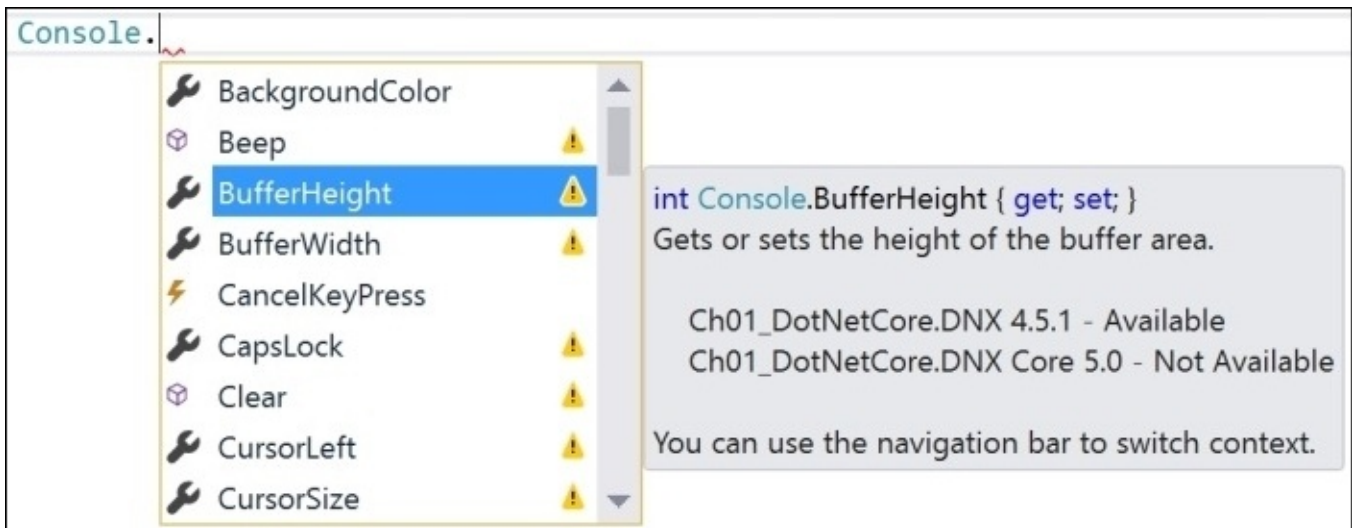 Console.
BackgroundColor
Beep
BufferHeight
BufferWidth
CancelKeyPress
CapsLock
Clear
CursorLeft
CursorSize
int Console.BufferHeight { get; set; }
Gets or sets the height of the buffer area.
Ch01_DotNetCore.DNX 4.5.1 - Available
Ch01_DotNetCore.DNX Core 5.0 - Not Available
You can use the navigation bar to switch context.